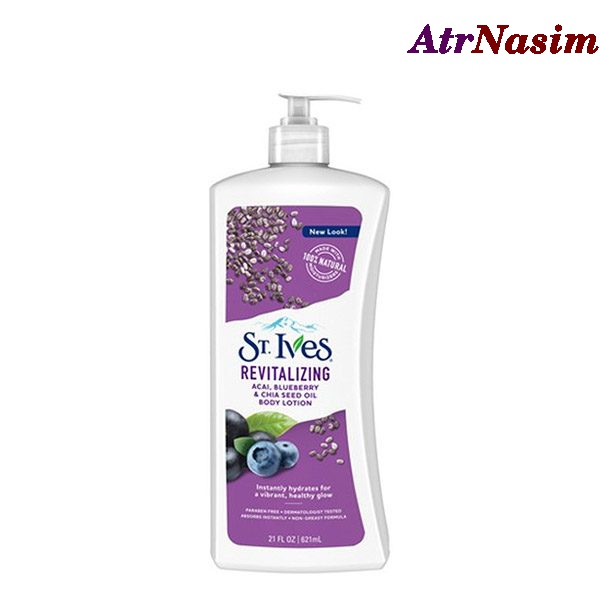 AtrNasim
New Look!
MADE WITH
100% NATURAL
MOISTURIZERS
ST. IVES
REVITALIZING
ACAI, BLUEBERRY
& CHIA SEED OIL
BODY LOTION
Instantly hydrates for
a vibrant, healthy glow
PARABEN FREE • DERMATOLOGIST TESTED
ABSORBS INSTANTLY • NON-GREASY FORMULA
21 FL OZ | 621mL